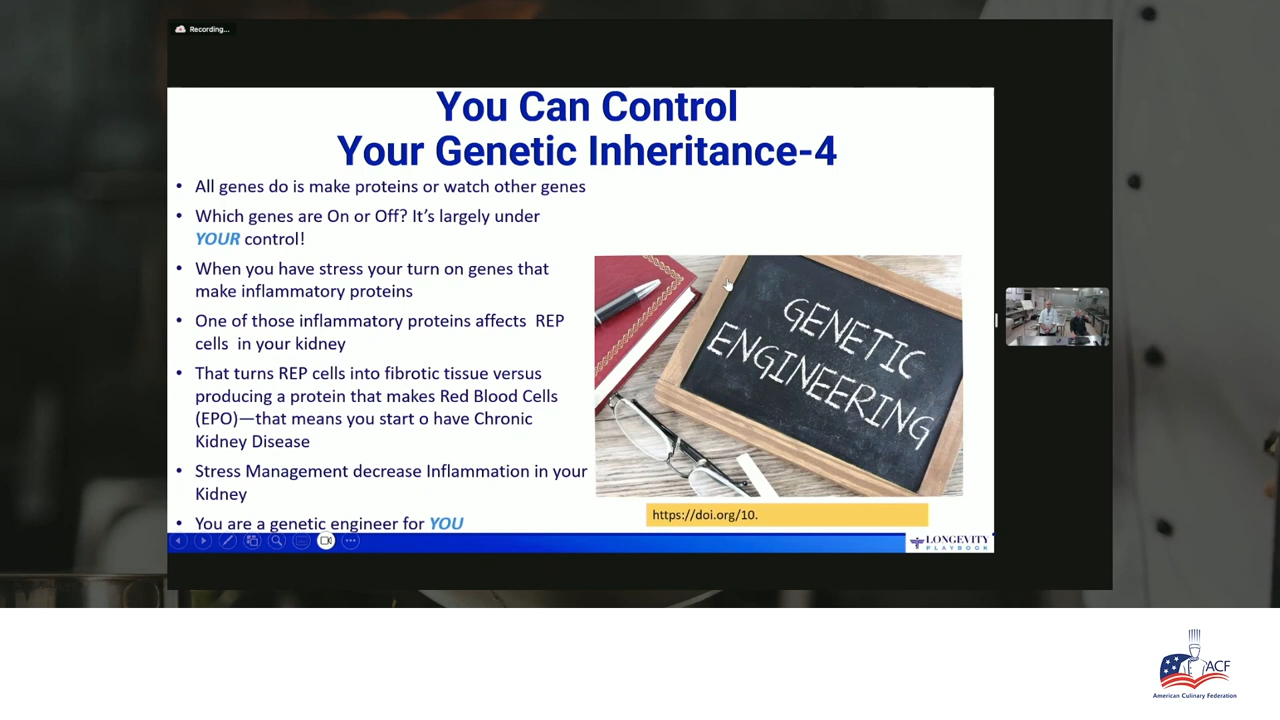 Recording...
You Can Control
Your Genetic Inheritance-4
• All genes do is make proteins or watch other genes
• Which genes are On or Off? It's largely under
YOUR control!
• When you have stress your turn on genes that
make inflammatory proteins
• One of those inflammatory proteins affects REP
cells in your kidney
• That turns REP cells into fibrotic tissue versus
producing a protein that makes Red Blood Cells
(EPO)—that means you start o have Chronic
Kidney Disease
• Stress Management decrease Inflammation in your
Kidney
• You are a genetic engineer for YOU
GENETIC
ENGINEERING
https://doi.org/10.
LONGEVITY
PLAYBOOK
ACF
American Culinary Federation